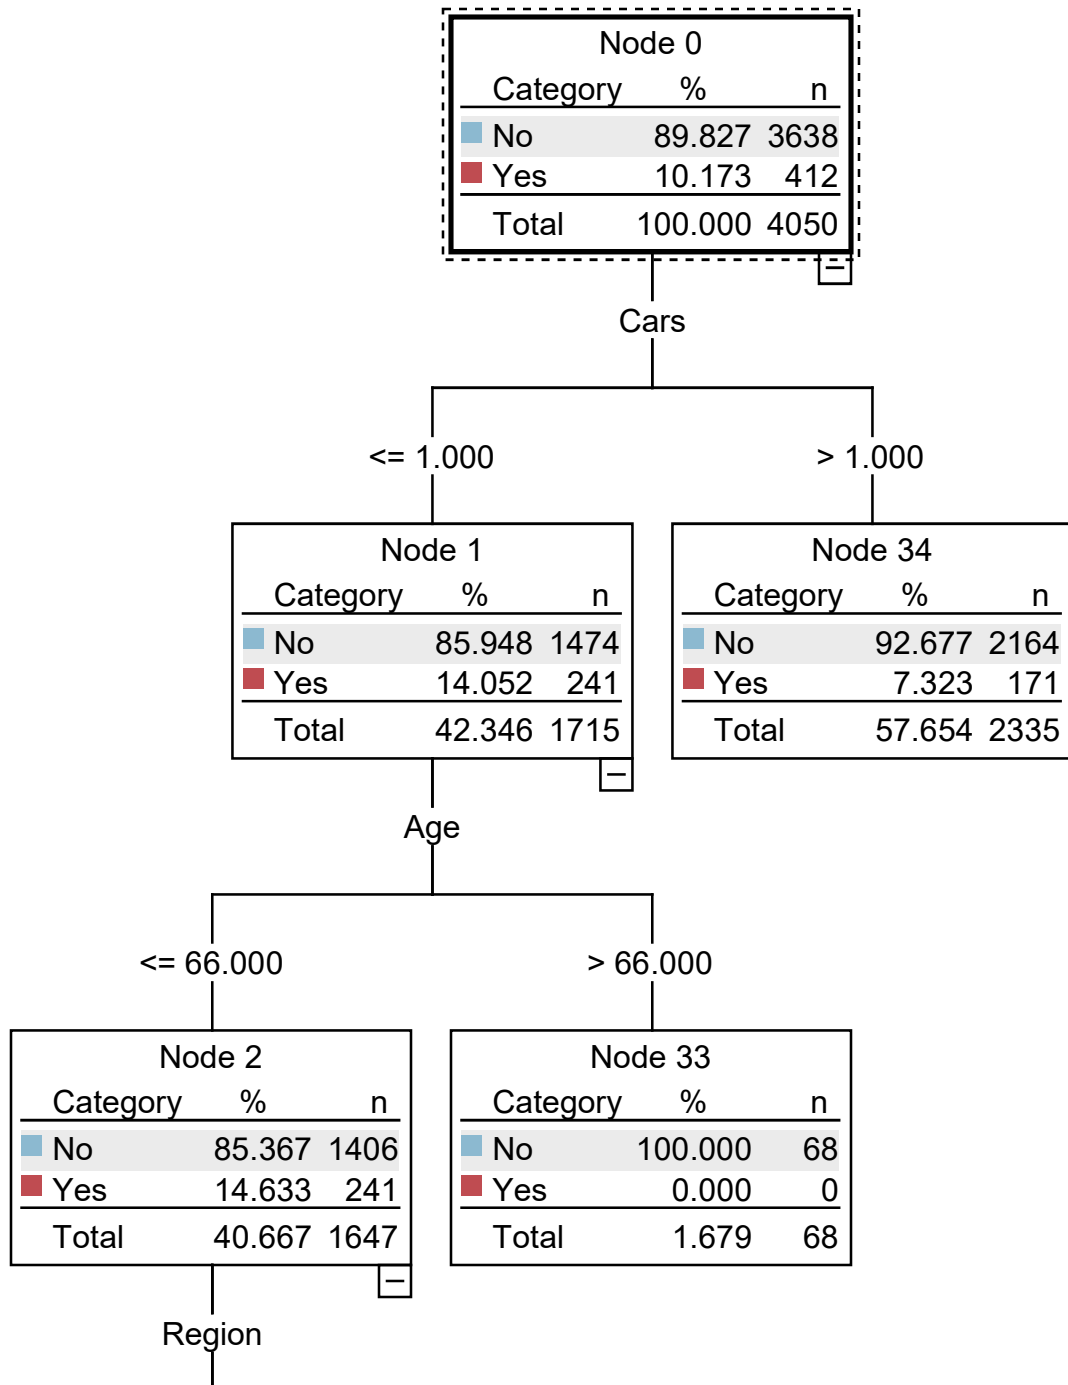 Node 0
Category % n
No 89.827 3638
Yes 10.173 412
Total 100.000 4050
Cars
<= 1.000
> 1.000
Node 1
Category % n
No 85.948 1474
Yes 14.052 241
Total 42.346 1715
Node 34
Category % n
No 92.677 2164
Yes 7.323 171
Total 57.654 2335
Age
<= 66.000
> 66.000
Node 2
Category % n
No 85.367 1406
Yes 14.633 241
Total 40.667 1647
Node 33
Category % n
No 100.000 68
Yes 0.000 0
Total 1.679 68
Region